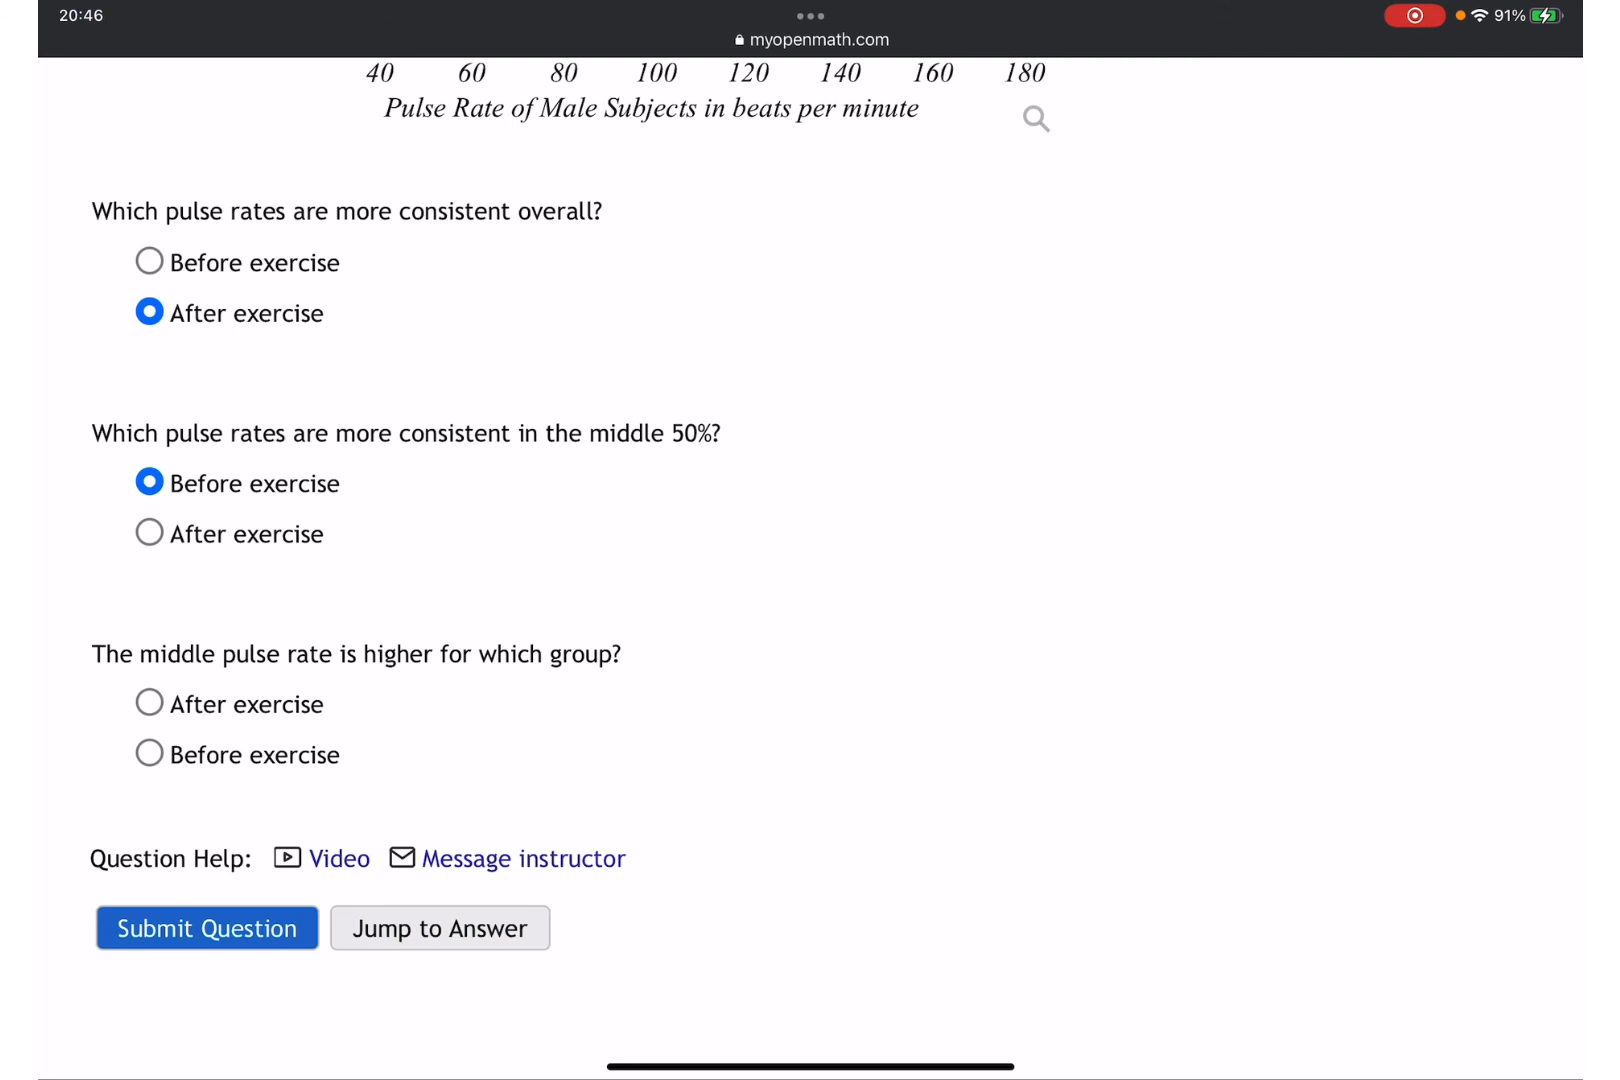 20:46
91%
myopenmath.com
40 60 80 100 120 140 160 180
Pulse Rate of Male Subjects in beats per minute
Which pulse rates are more consistent overall?
Before exercise
After exercise
Which pulse rates are more consistent in the middle 50%?
Before exercise
After exercise
The middle pulse rate is higher for which group?
After exercise
Before exercise
Question Help: Video Message instructor
Submit Question Jump to Answer